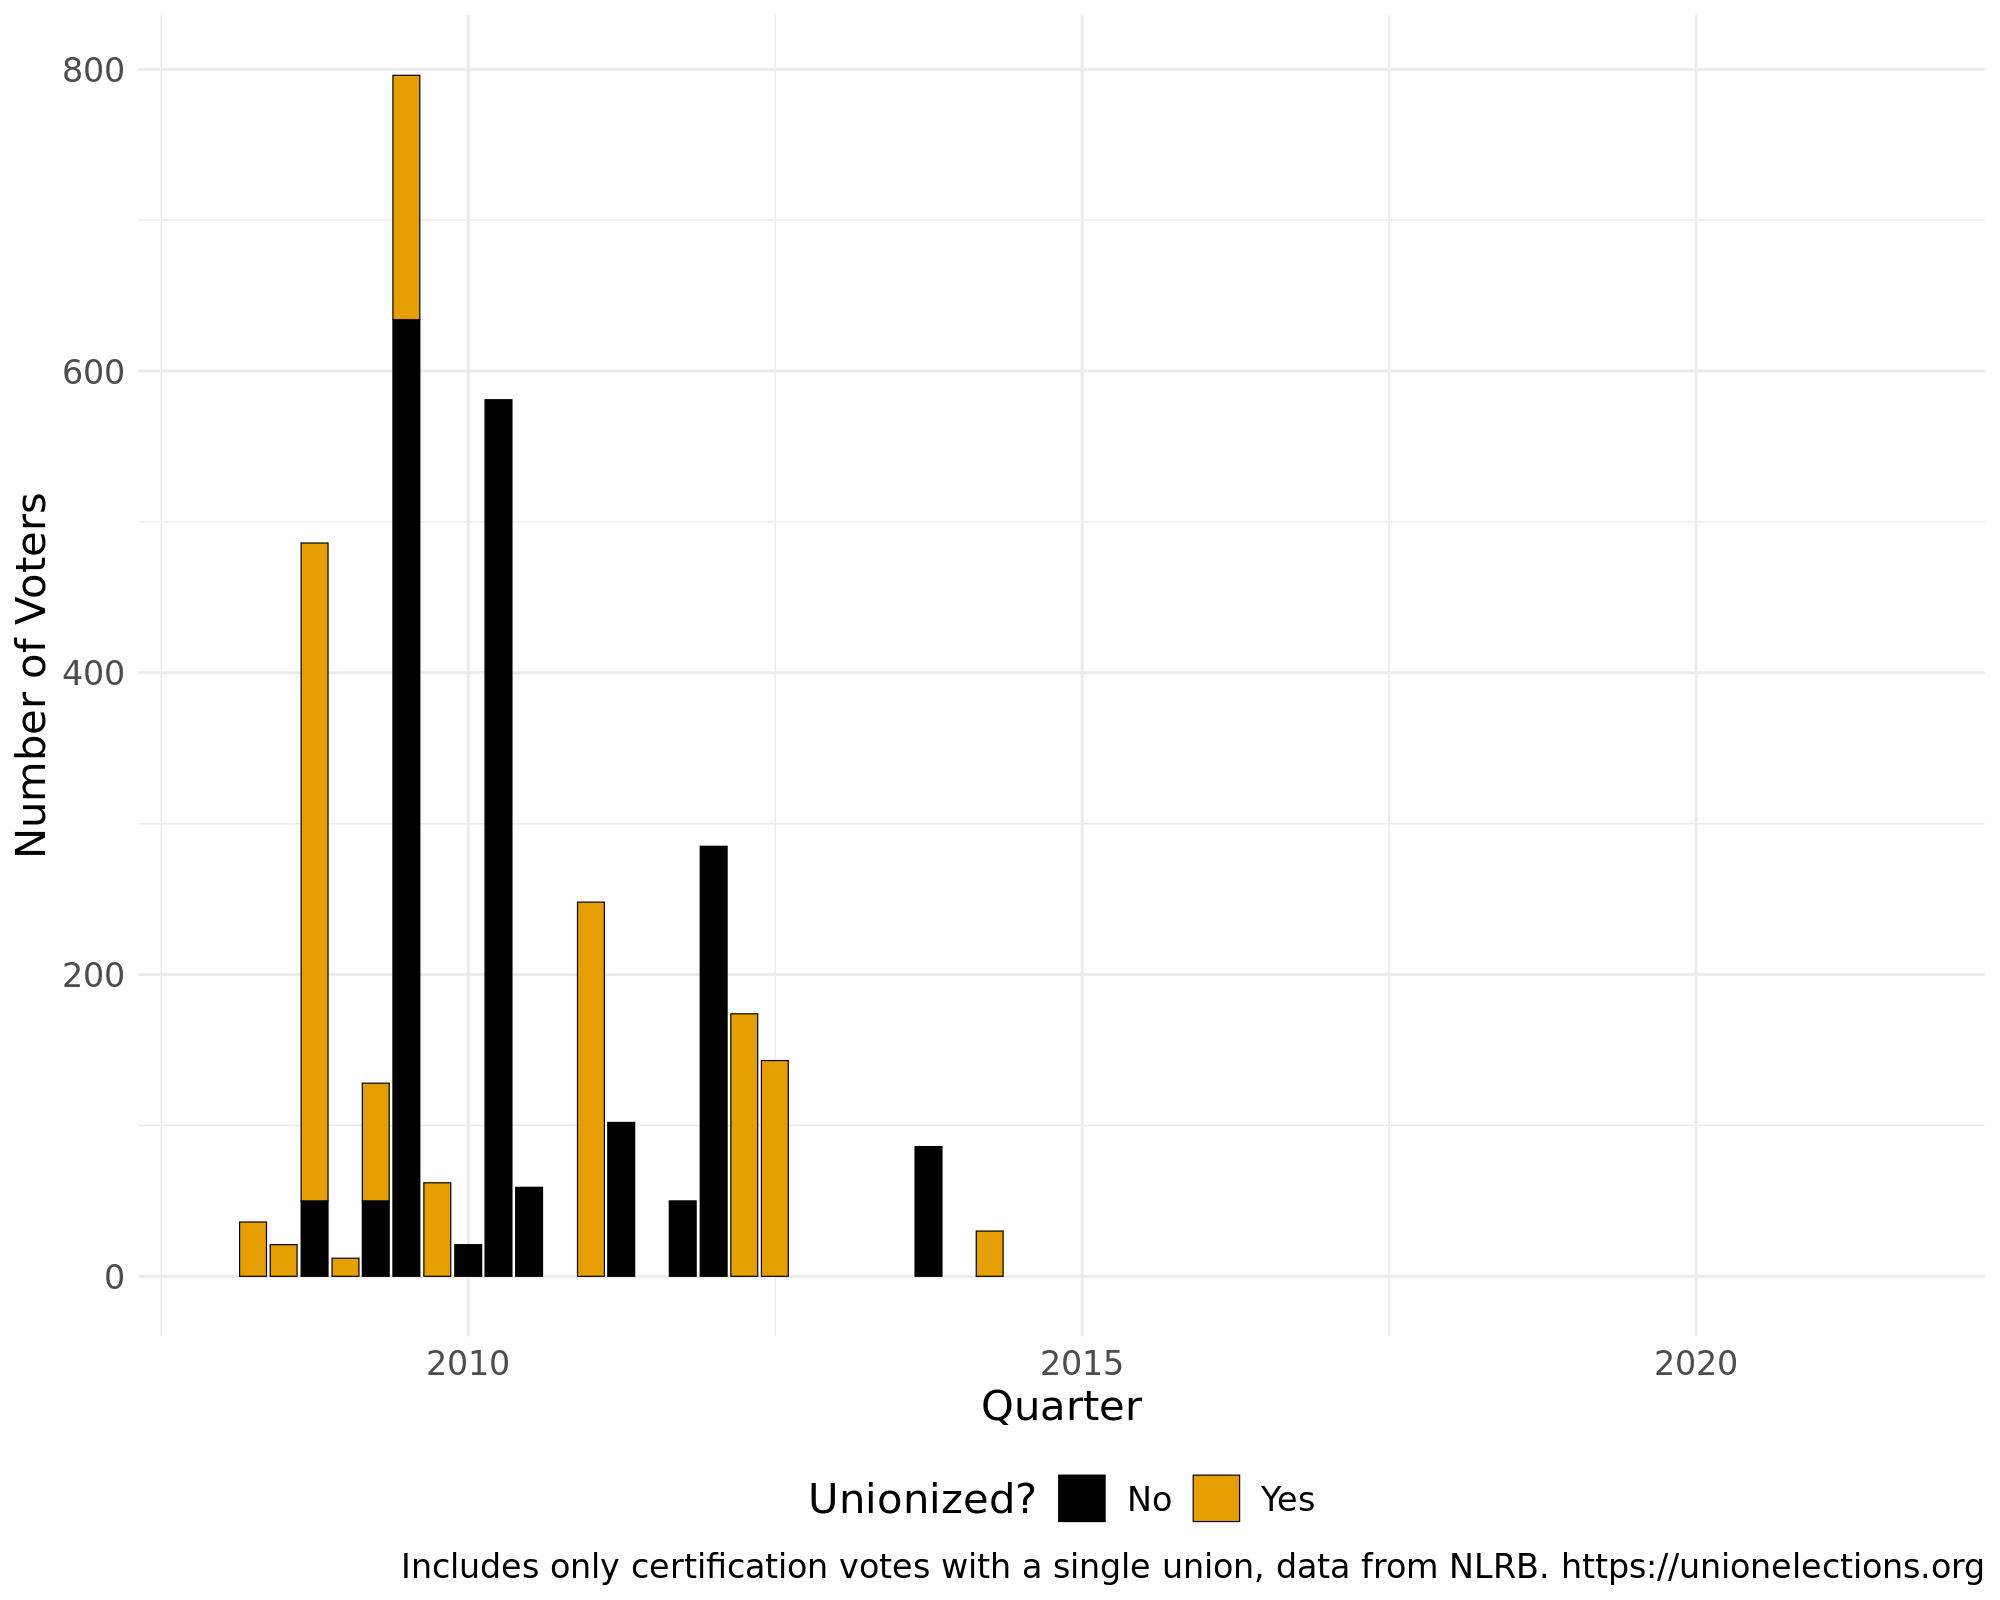 800
600
400
200
0
Number of Voters
2010 2015 2020
Quarter
Unionized? No Yes
Includes only certification votes with a single union, data from NLRB. https://unionelections.org